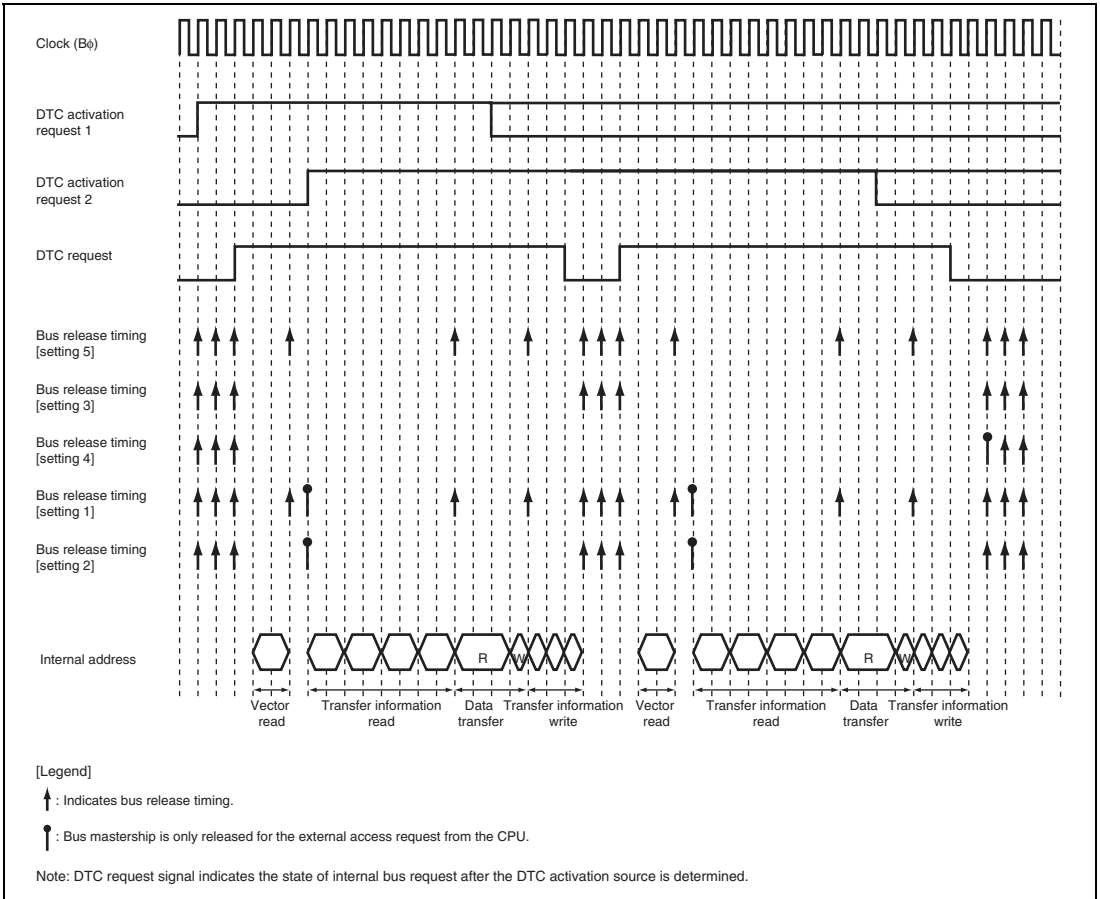 Clock (Bφ)
DTC activation
request 1
DTC activation
request 2
DTC request
Bus release timing
[setting 5]
Bus release timing
[setting 3]
Bus release timing
[setting 4]
Bus release timing
[setting 1]
Bus release timing
[setting 2]
Internal address
R
W
R
W
Vector
read
Transfer information
read
Data
transfer
Transfer information
write
Vector
read
Transfer information
read
Data
transfer
Transfer information
write
[Legend]
: Indicates bus release timing.
: Bus mastership is only released for the external access request from the CPU.
Note: DTC request signal indicates the state of internal bus request after the DTC activation source is determined.